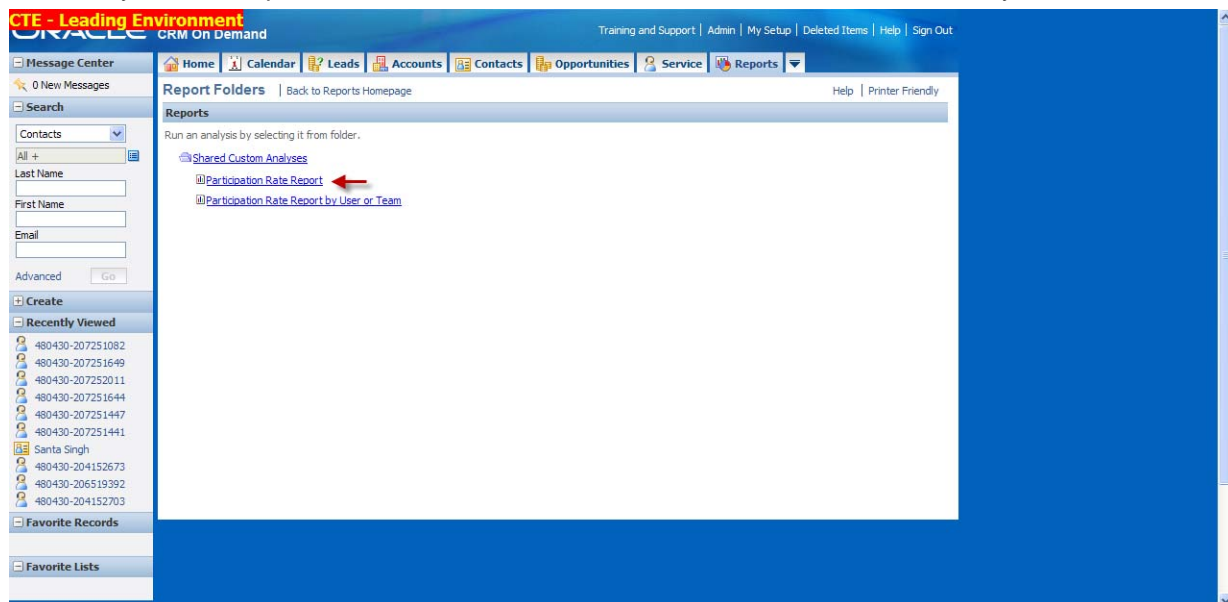 CTE - Leading Environment
ORACLE CRM On Demand
Training and Support | Admin | My Setup | Deleted Items | Help | Sign Out
Message Center
Home Calendar Leads Accounts Contacts Opportunities Service Reports
0 New Messages
Report Folders | Back to Reports Homepage Help | Printer Friendly
Search
Reports
Contacts
Run an analysis by selecting it from folder.
All +
Shared Custom Analyses
Last Name
Participation Rate Report
First Name
Participation Rate Report by User or Team
Email
Advanced Go
Create
Recently Viewed
480430-207251082
480430-207251649
480430-207252011
480430-207251644
480430-207251447
480430-207251441
Santa Singh
480430-204152673
480430-206519392
480430-204152703
Favorite Records
Favorite Lists